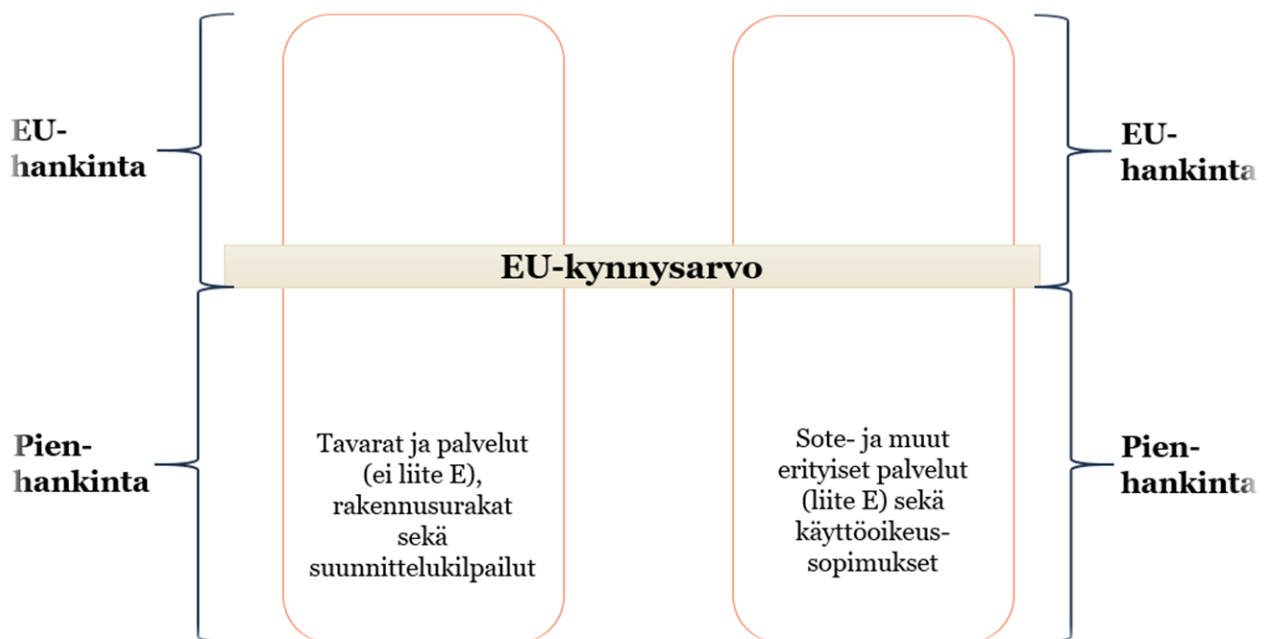 EU-
hankinta
EU-
hankinta
EU-kynnysarvo
Pien-
hankinta
Tavarat ja palvelut
(ei liite E),
rakennusurakat
sekä
suunnittelukilpailut
Sote- ja muut
erityiset palvelut
(liite E) sekä
käyttöoikeus-
sopimukset
Pien-
hankinta